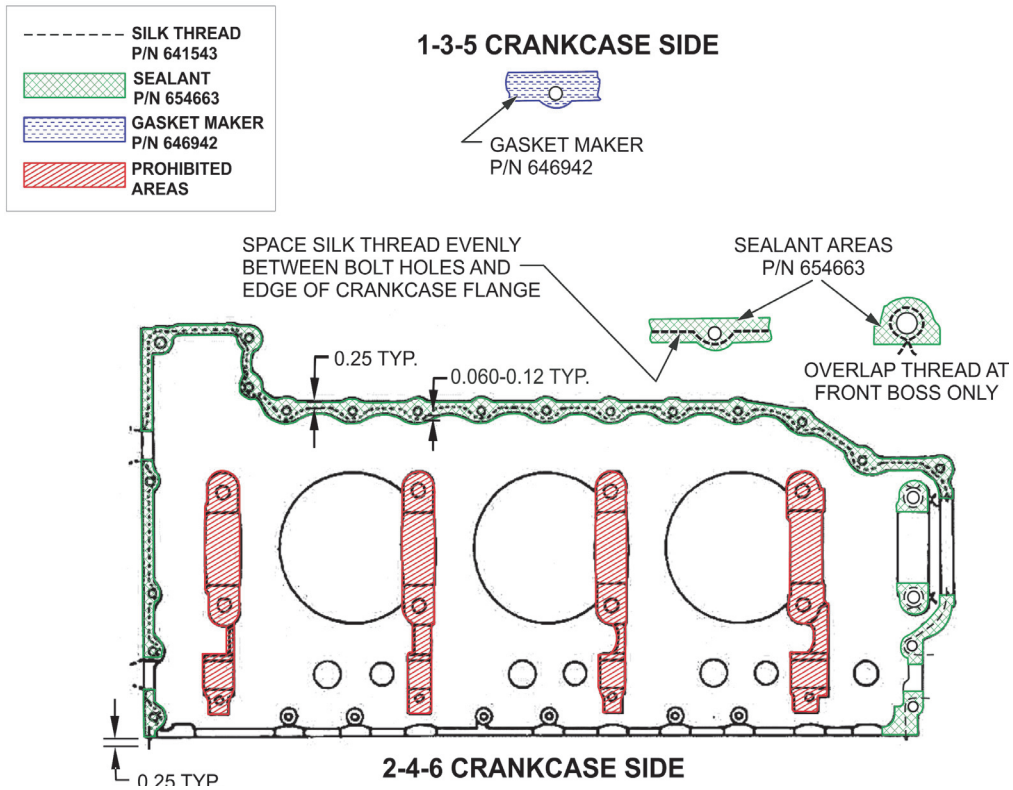 SILK THREAD
P/N 641543
SEALANT
P/N 654663
GASKET MAKER
P/N 646942
PROHIBITED
AREAS
1-3-5 CRANKCASE SIDE
GASKET MAKER
P/N 646942
SPACE SILK THREAD EVENLY
BETWEEN BOLT HOLES AND
EDGE OF CRANKCASE FLANGE
SEALANT AREAS
P/N 654663
OVERLAP THREAD AT
FRONT BOSS ONLY
0.25 TYP.
0.060-0.12 TYP.
2-4-6 CRANKCASE SIDE
0.25 TYP